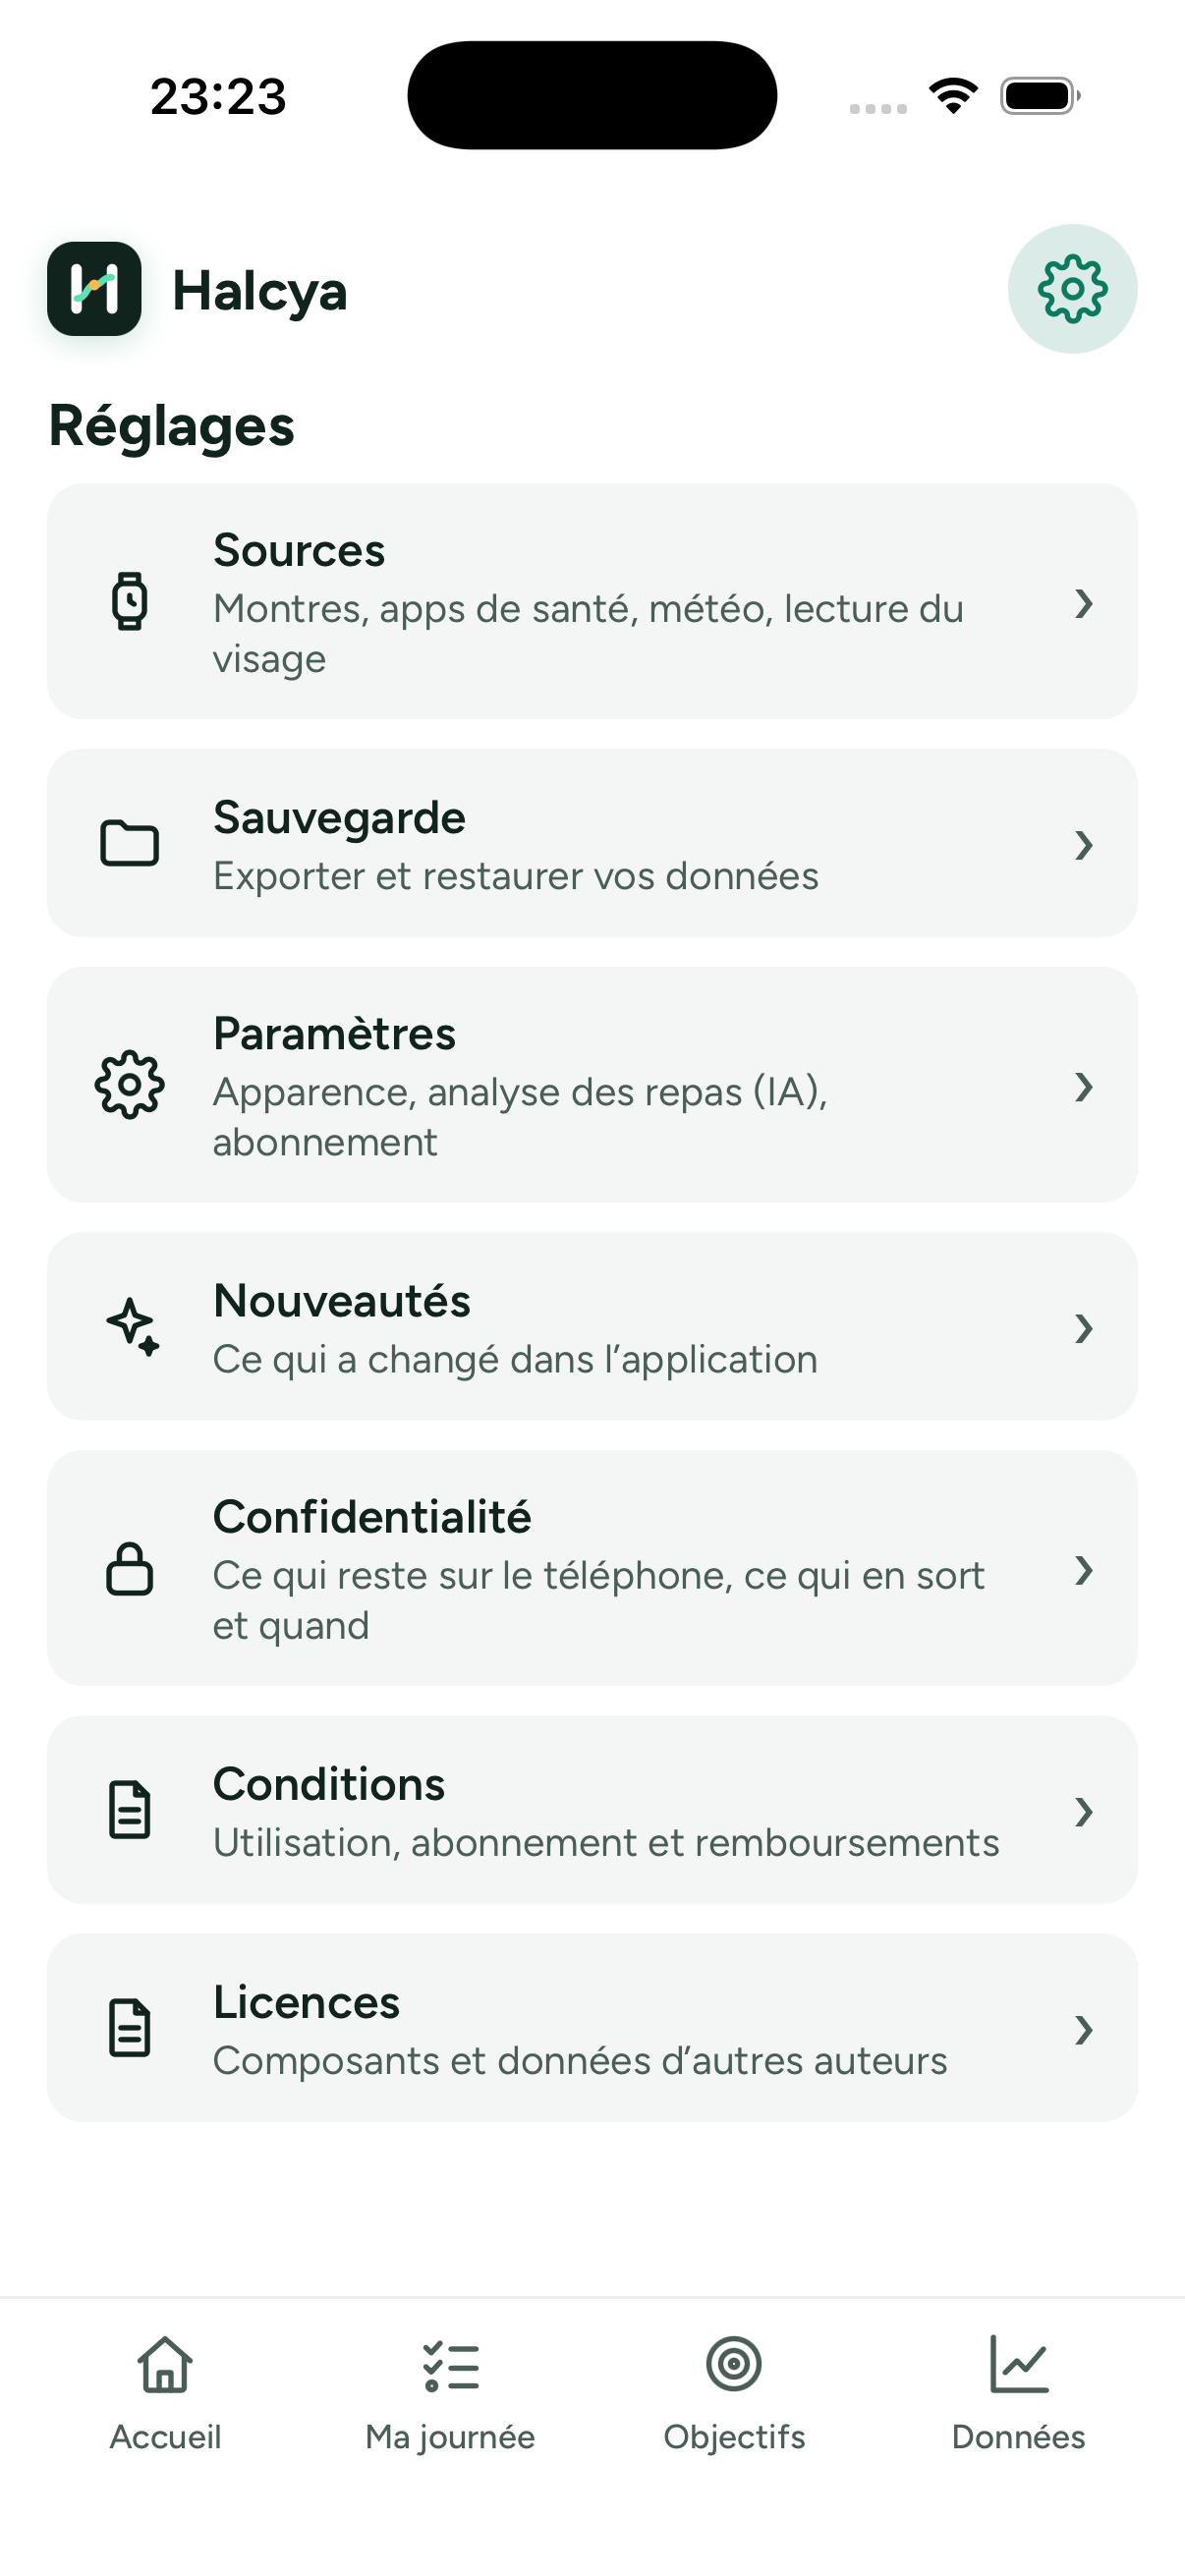 23:23
Halcya
Réglages
Sources
Montres, apps de santé, météo, lecture du
visage
Sauvegarde
Exporter et restaurer vos données
Paramètres
Apparence, analyse des repas (IA),
abonnement
Nouveautés
Ce qui a changé dans l’application
Confidentialité
Ce qui reste sur le téléphone, ce qui en sort
et quand
Conditions
Utilisation, abonnement et remboursements
Licences
Composants et données d’autres auteurs
Accueil
Ma journée
Objectifs
Données